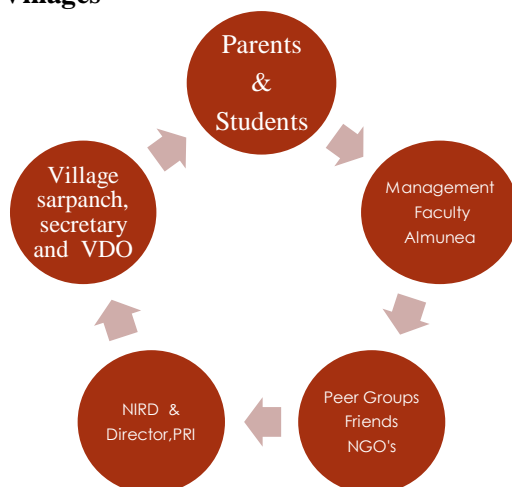 Villages
Parents
&
Students
Management
Faculty
Almunea
Peer Groups
Friends
NGO's
NIRD &
Director,PRI
Village
sarpanch,
secretary
and VDO